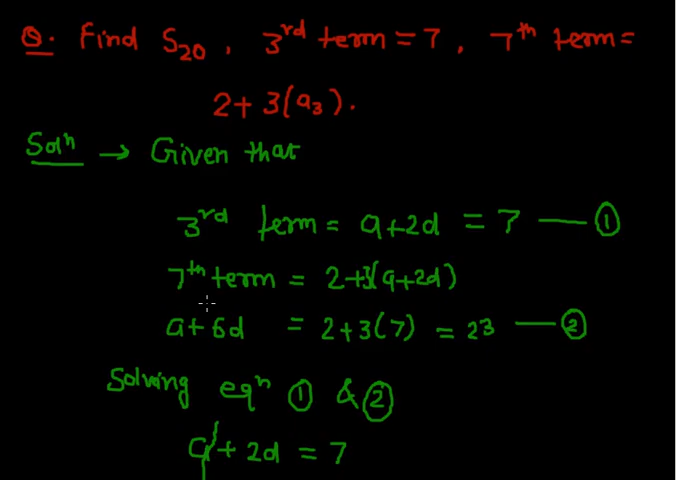 Q. Find S20, 3rd term = 7, 7th term =
2 + 3(a3).
Solⁿ → Given that
3rd term = a+2d = 7 — ①
7th term = 2+3(a+2d)
a + 6d = 2+3(7) = 23 — ②
Solving eqⁿ ① & ②
a + 2d = 7